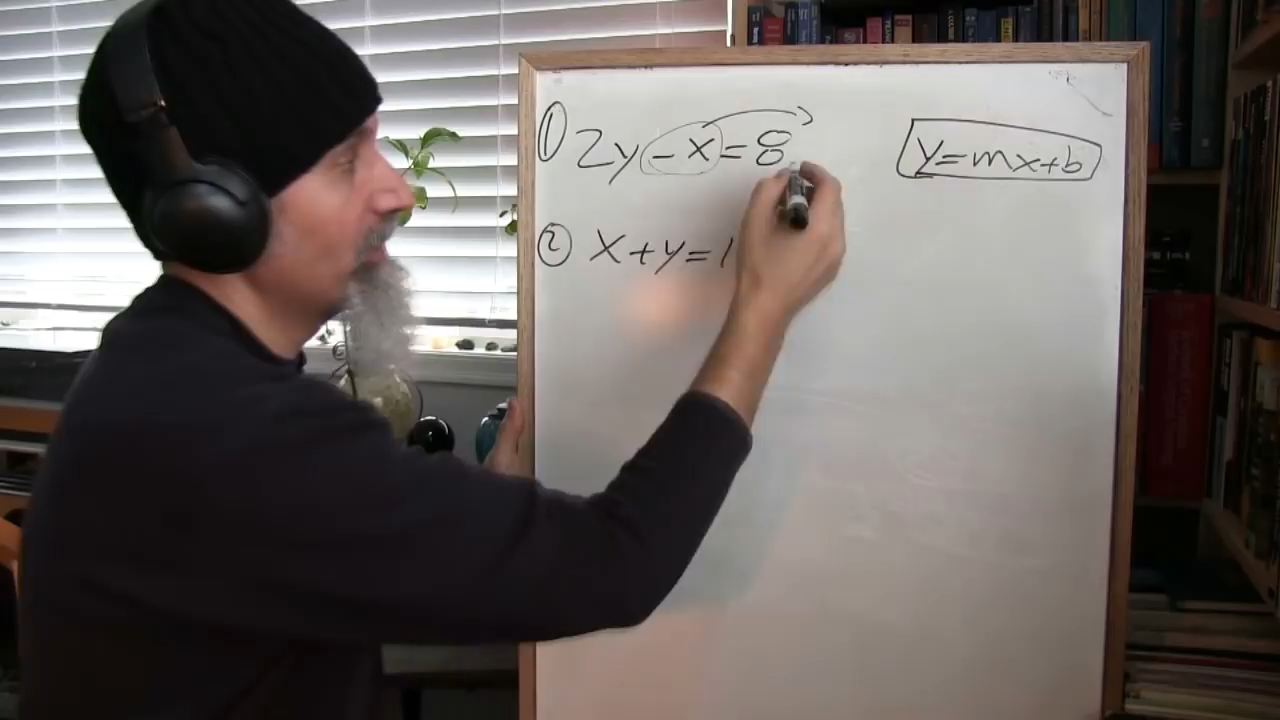 ① 2y - x = 8
y = mx + b
② x + y = 1